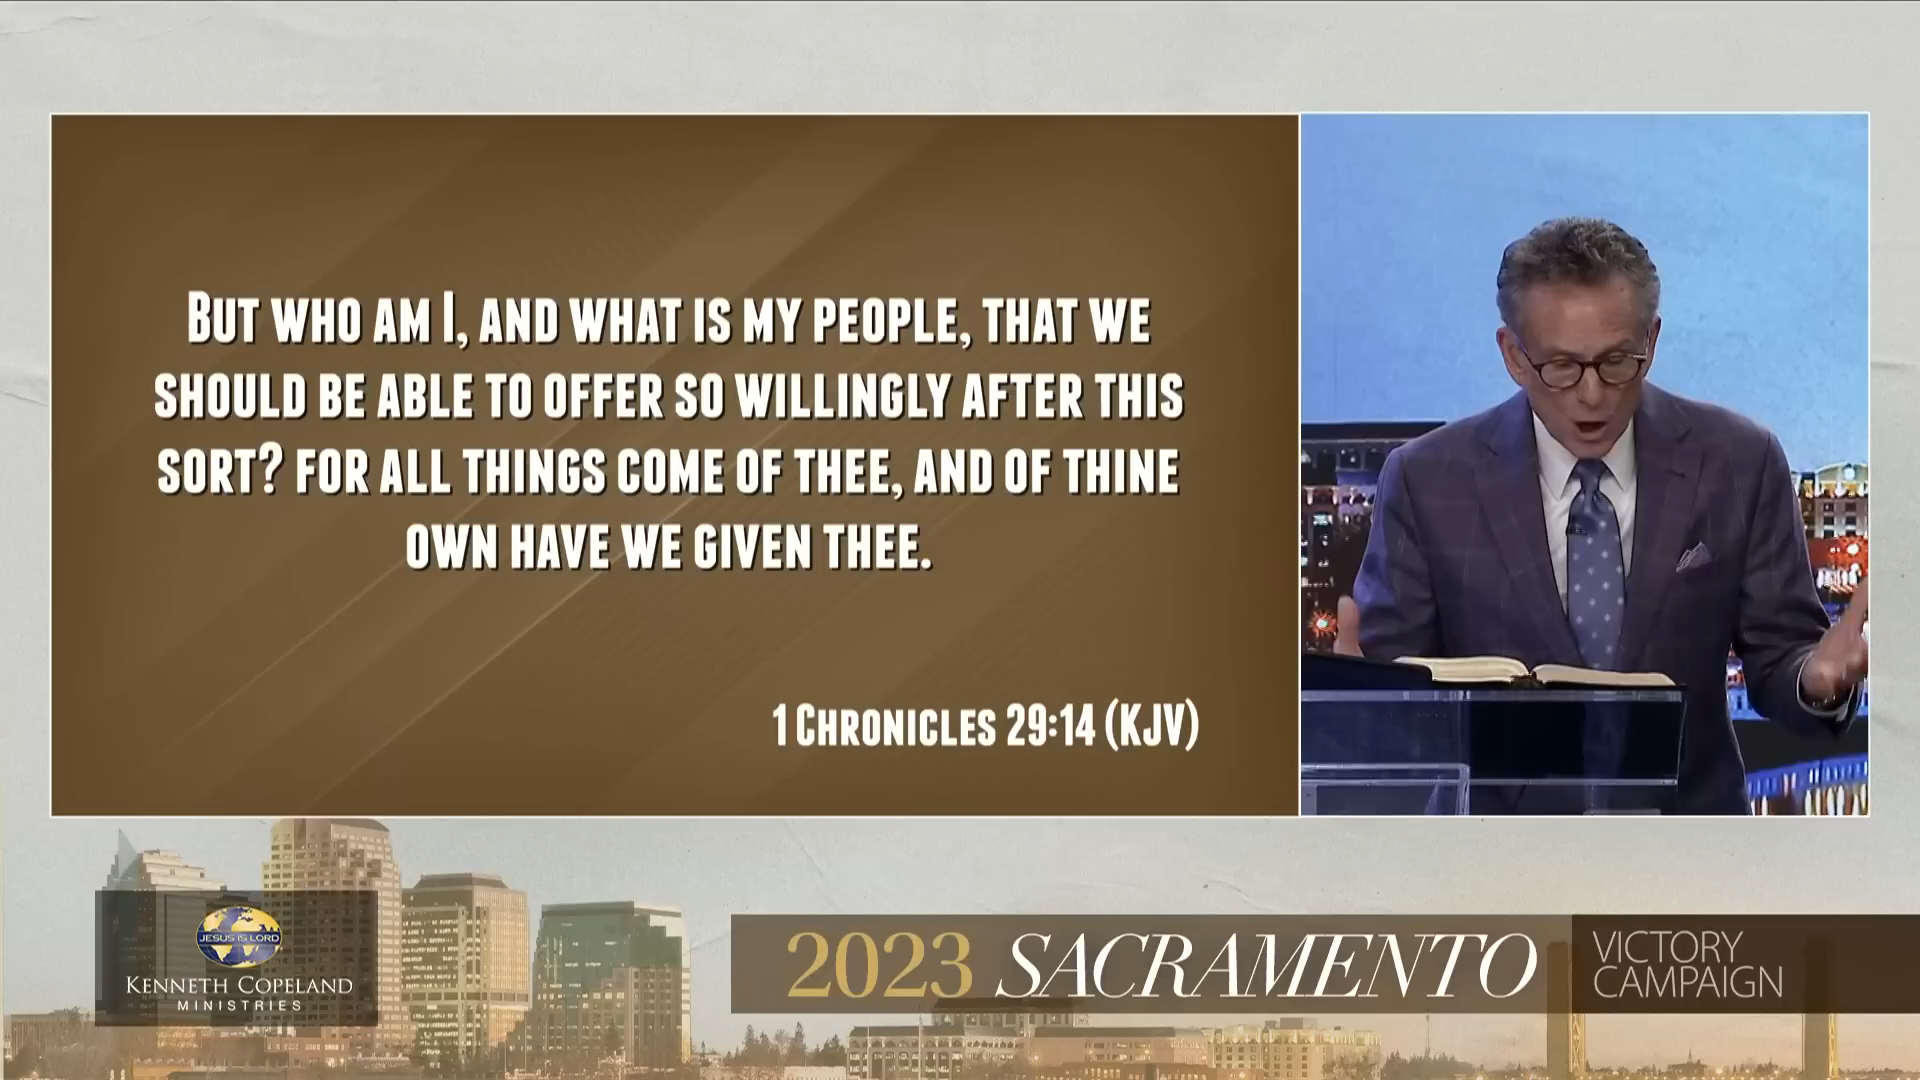 But who am I, and what is my people, that we
should be able to offer so willingly after this
sort? for all things come of thee, and of thine
own have we given thee.
1 Chronicles 29:14 (KJV)
JESUS IS LORD
Kenneth Copeland
MINISTRIES
2023 SACRAMENTO
VICTORY
CAMPAIGN